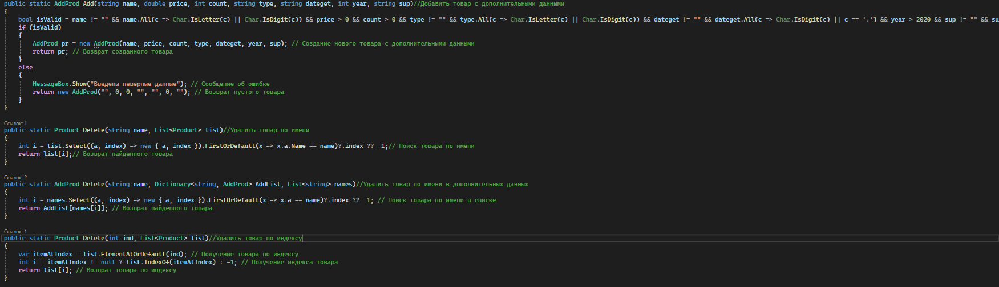 public static AddProd Add(string name, double price, int count, string type, string dateget, int year, string sup)//Добавить товар с дополнительными данными
{
bool isValid = name != "" && name.All(c => Char.IsLetter(c) || Char.IsDigit(c)) && price > 0 && count > 0 && type != "" && type.All(c => Char.IsLetter(c) || Char.IsDigit(c)) && dateget != "" && dateget.All(c => Char.IsDigit(c) || c == '.') && year > 2020 && sup != "" && su
if (isValid)
{
AddProd pr = new AddProd(name, price, count, type, dateget, year, sup); // Создание нового товара с дополнительными данными
return pr; // Возврат созданного товара
}
else
{
MessageBox.Show("Введены неверные данные"); // Сообщение об ошибке
return new AddProd("", 0, 0, "", "", 0, ""); // Возврат пустого товара
}
}
Ссылок: 1
public static Product Delete(string name, List<Product> list)//Удалить товар по имени
{
int i = list.Select((a, index) => new { a, index }).FirstOrDefault(x => x.a.Name == name)?.index ?? -1;// Поиск товара по имени
return list[i];// Возврат найденного товара
}
Ссылок: 2
public static AddProd Delete(string name, Dictionary<string, AddProd> AddList, List<string> names)//Удалить товар по имени в дополнительных данных
{
int i = names.Select((a, index) => new { a, index }).FirstOrDefault(x => x.a == name)?.index ?? -1; // Поиск товара по имени в списке
return AddList[names[i]]; // Возврат найденного товара
}
Ссылок: 1
public static Product Delete(int ind, List<Product> list)//Удалить товар по индексу
{
var itemAtIndex = list.ElementAtOrDefault(ind); // Получение товара по индексу
int i = itemAtIndex != null ? list.IndexOf(itemAtIndex) : -1; // Получение индекса товара
return list[i]; // Возврат товара по индексу
}